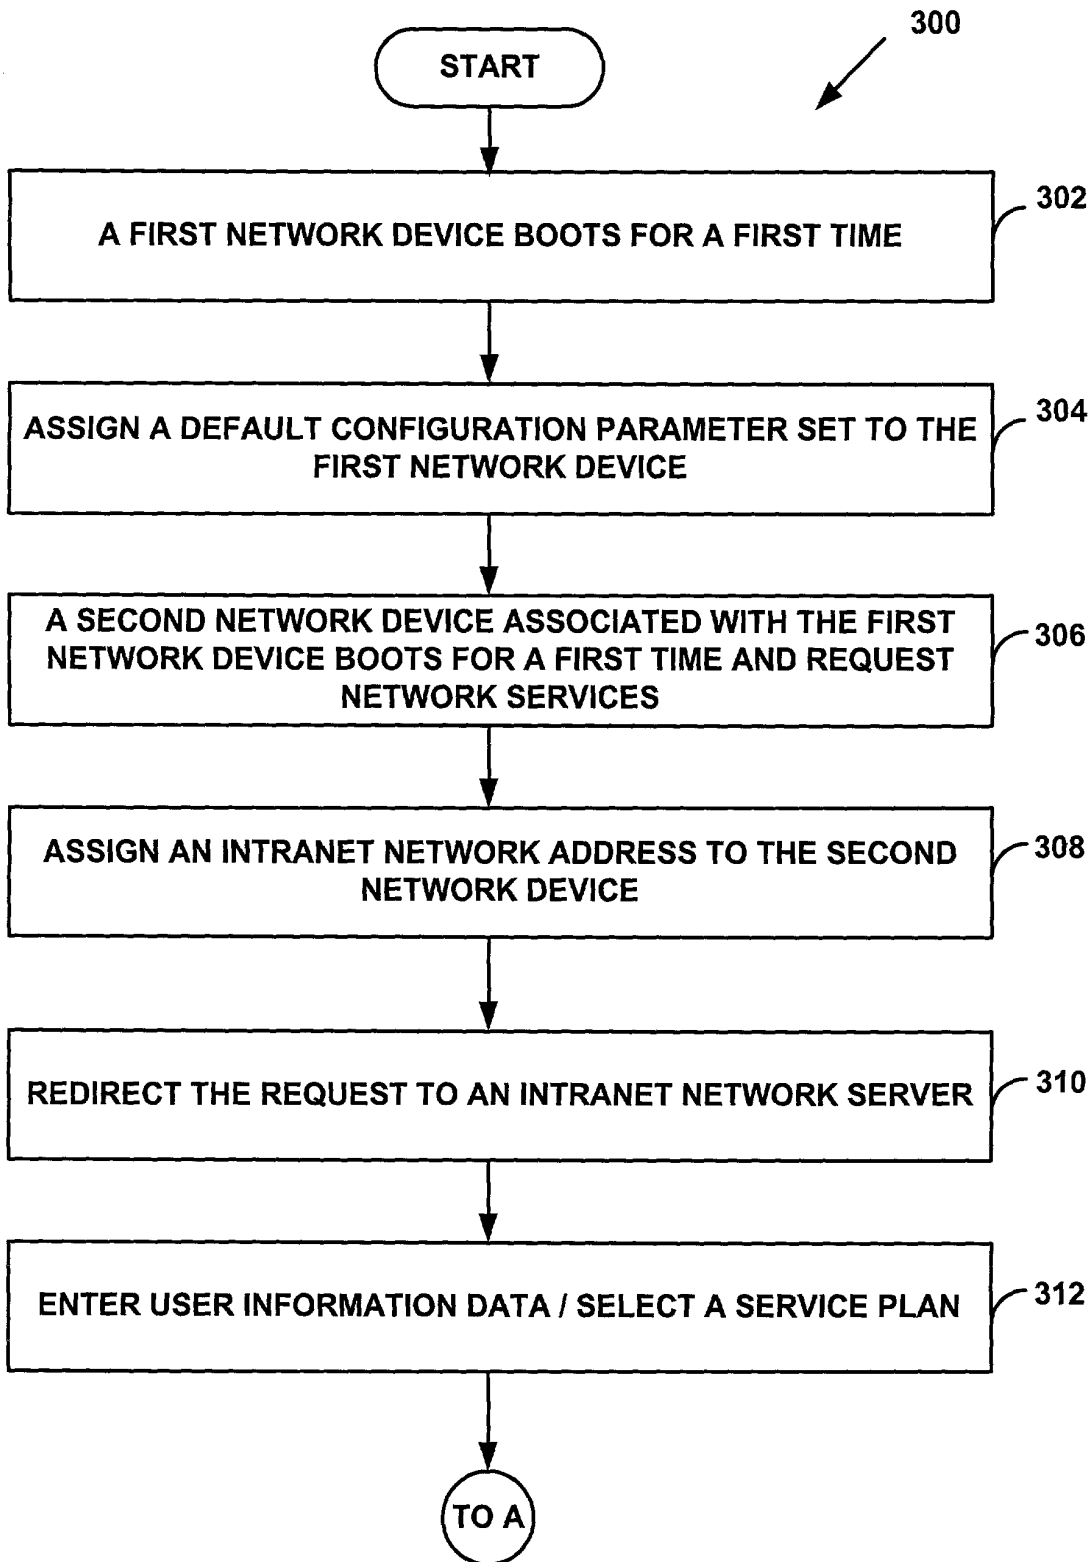 300
START
302
A FIRST NETWORK DEVICE BOOTS FOR A FIRST TIME
304
ASSIGN A DEFAULT CONFIGURATION PARAMETER SET TO THE
FIRST NETWORK DEVICE
306
A SECOND NETWORK DEVICE ASSOCIATED WITH THE FIRST
NETWORK DEVICE BOOTS FOR A FIRST TIME AND REQUEST
NETWORK SERVICES
308
ASSIGN AN INTRANET NETWORK ADDRESS TO THE SECOND
NETWORK DEVICE
310
REDIRECT THE REQUEST TO AN INTRANET NETWORK SERVER
312
ENTER USER INFORMATION DATA / SELECT A SERVICE PLAN
TO A